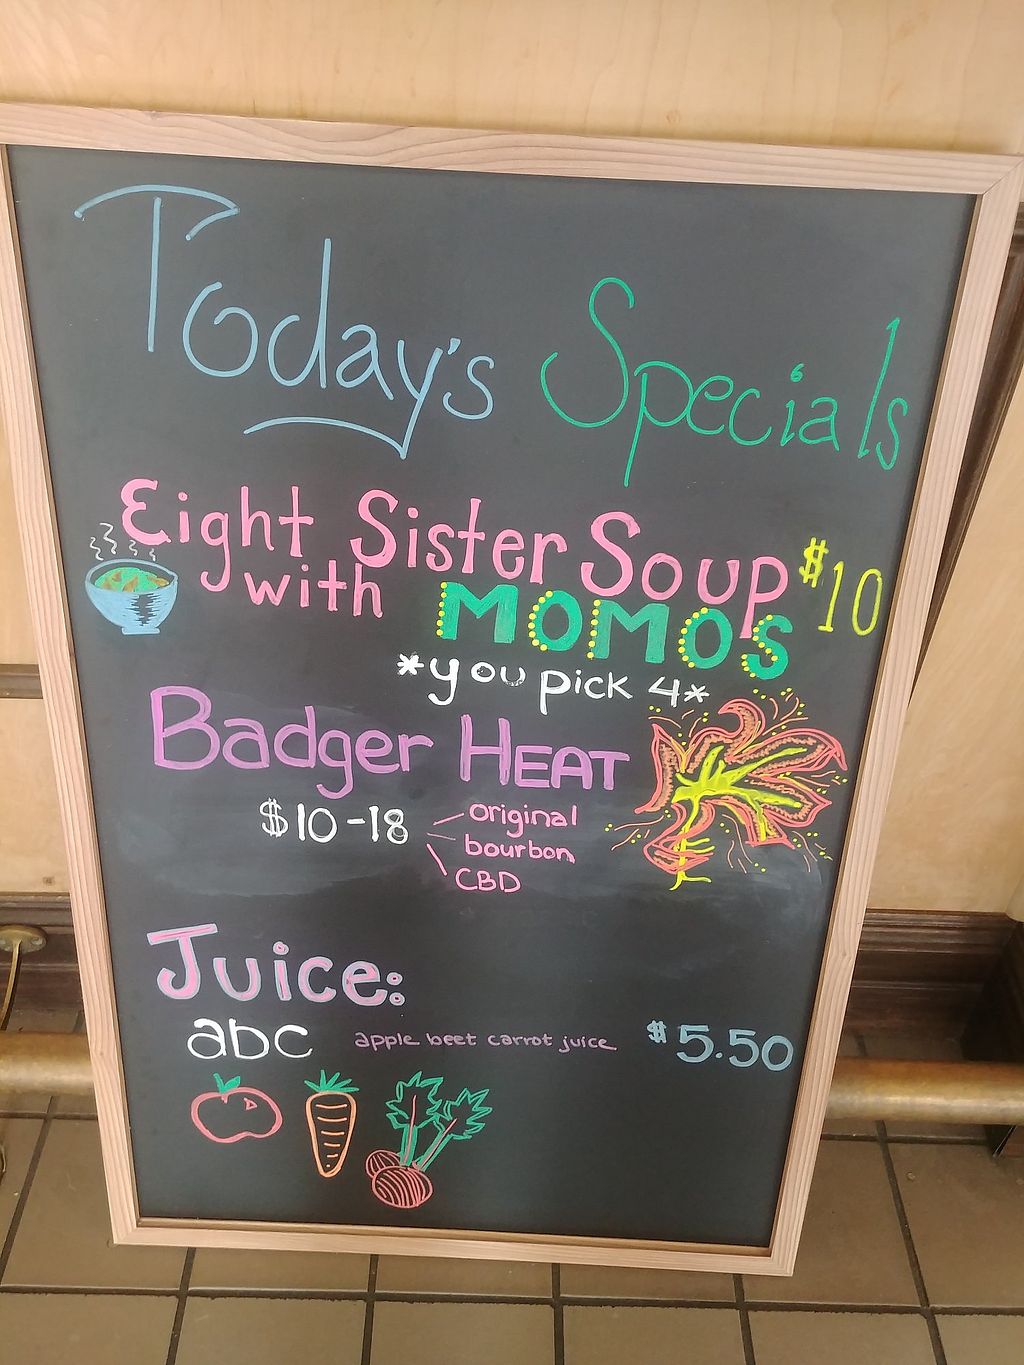 Today's Specials
Eight Sister Soup $10
with MOMOS
*you pick 4*
Badger HEAT
$10-18 original
bourbon
CBD
Juice:
abc apple beet carrot juice $5.50